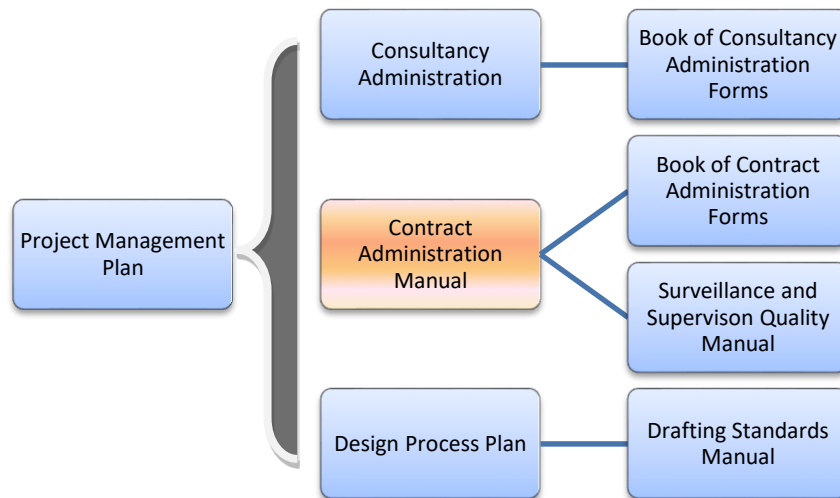 Project Management
Plan
Consultancy
Administration
Book of Consultancy
Administration
Forms
Contract
Administration
Manual
Book of Contract
Administration
Forms
Surveillance and
Supervison Quality
Manual
Design Process Plan
Drafting Standards
Manual